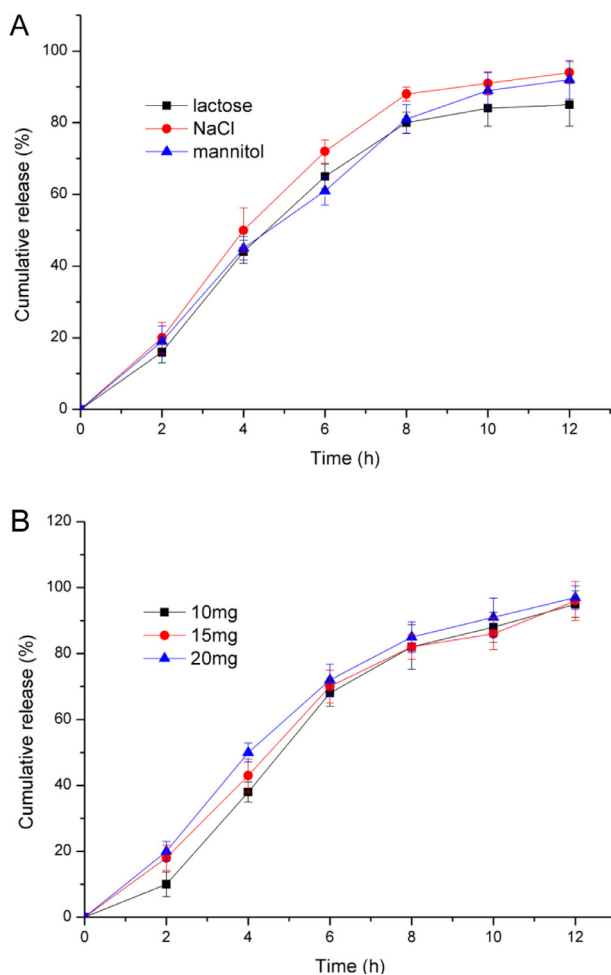 A
100
80
60
40
20
0
Cumulative release (%)
lactose
NaCl
mannitol
0 2 4 6 8 10 12
Time (h)
B
120
100
80
60
40
20
0
Cumulative release (%)
10mg
15mg
20mg
0 2 4 6 8 10 12
Time (h)